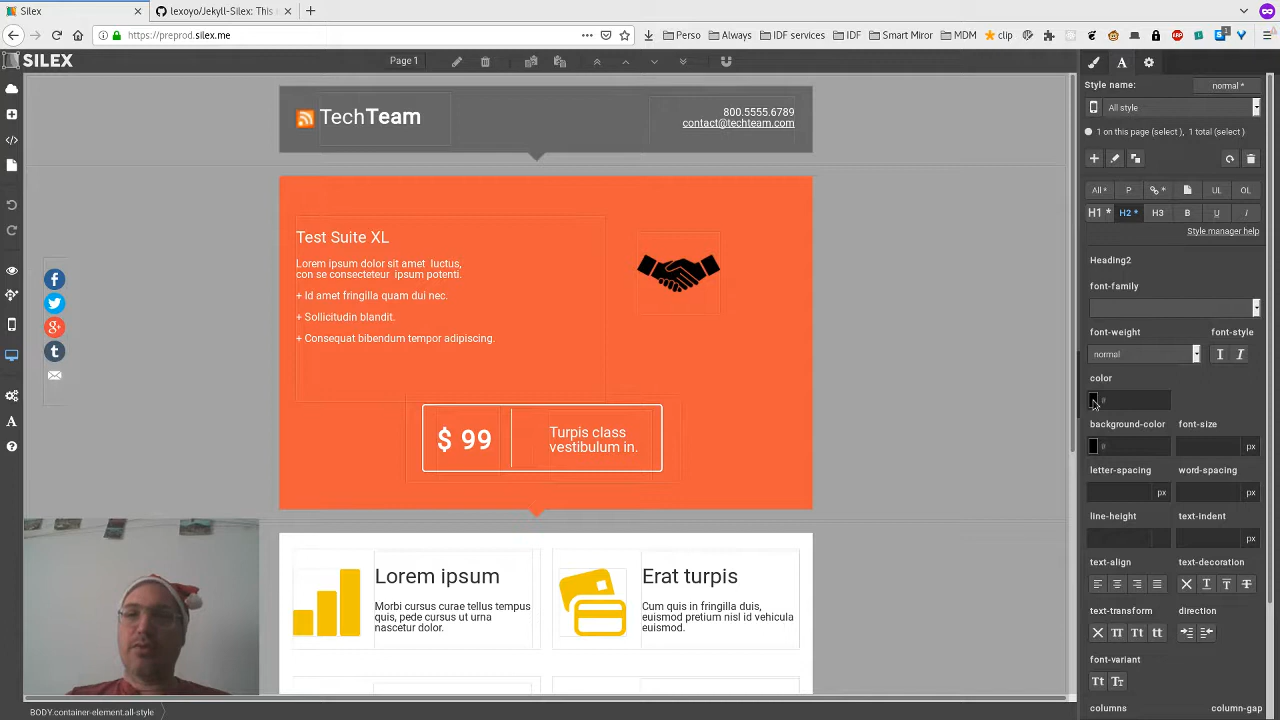 Silex
lexoyo/Jekyll-Silex: This
https://preprod.silex.me
Perso
Always
IDF services
IDF
Smart Miror
MDM
clip
SILEX
Page 1
Style name:
normal *
All style
1 on this page (select ), 1 total (select )
All *
P
UL
OL
H1 *
H2 *
H3
B
U
I
Style manager help
Heading2
font-family
font-weight
font-style
normal
color
#
background-color
font-size
#
px
letter-spacing
word-spacing
px
px
line-height
text-indent
px
text-align
text-decoration
text-transform
direction
font-variant
columns
column-gap
TechTeam
800.5555.6789
contact@techteam.com
Test Suite XL
Lorem ipsum dolor sit amet luctus,
con se consecteteur ipsum potenti.
+ Id amet fringilla quam dui nec.
+ Sollicitudin blandit.
+ Consequat bibendum tempor adipiscing.
$ 99
Turpis class
vestibulum in.
Lorem ipsum
Morbi cursus curae tellus tempus
quis, pede cursus ut urna
nascetur dolor.
Erat turpis
Cum quis in fringilla duis,
euismod pretium nisl id vehicula
euismod.
BODY.container-element.all-style